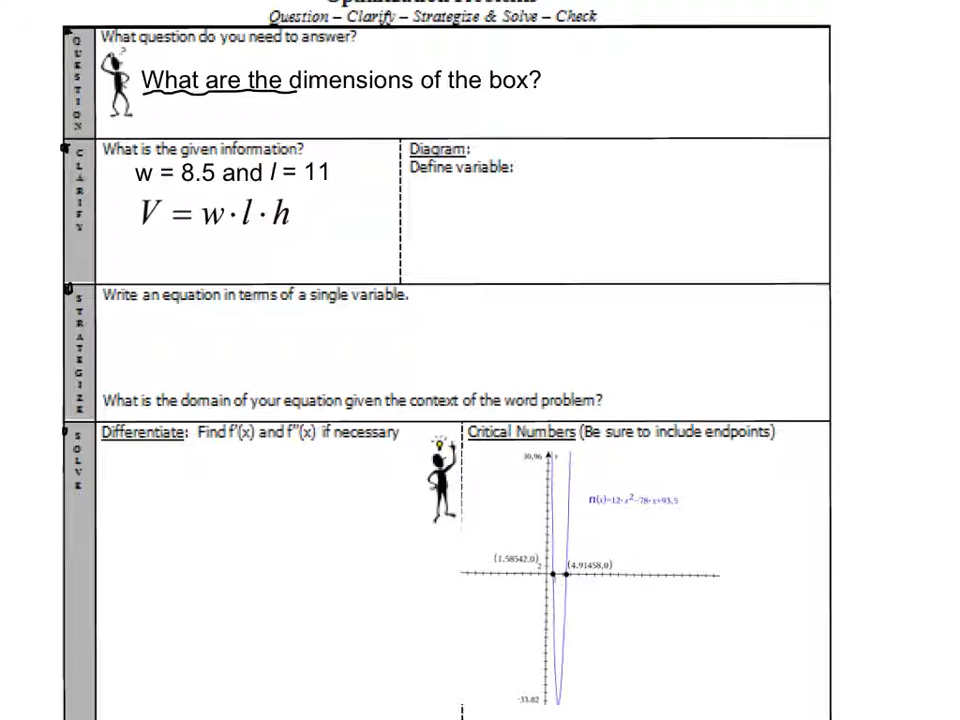 Optimization Problems
Question – Clarify – Strategize & Solve – Check
QUESTION
What question do you need to answer?
What are the dimensions of the box?
CLARIFY
What is the given information?
w = 8.5 and l = 11
V = w · l · h
Diagram:
Define variable:
STRATEGIZE
Write an equation in terms of a single variable.
What is the domain of your equation given the context of the word problem?
SOLVE
Differentiate: Find f'(x) and f''(x) if necessary
Critical Numbers (Be sure to include endpoints)
30.96 y
f1(x)=12·x²-78·x+93.5
(1.58542,0)
2
(4.91458,0)
-33.02